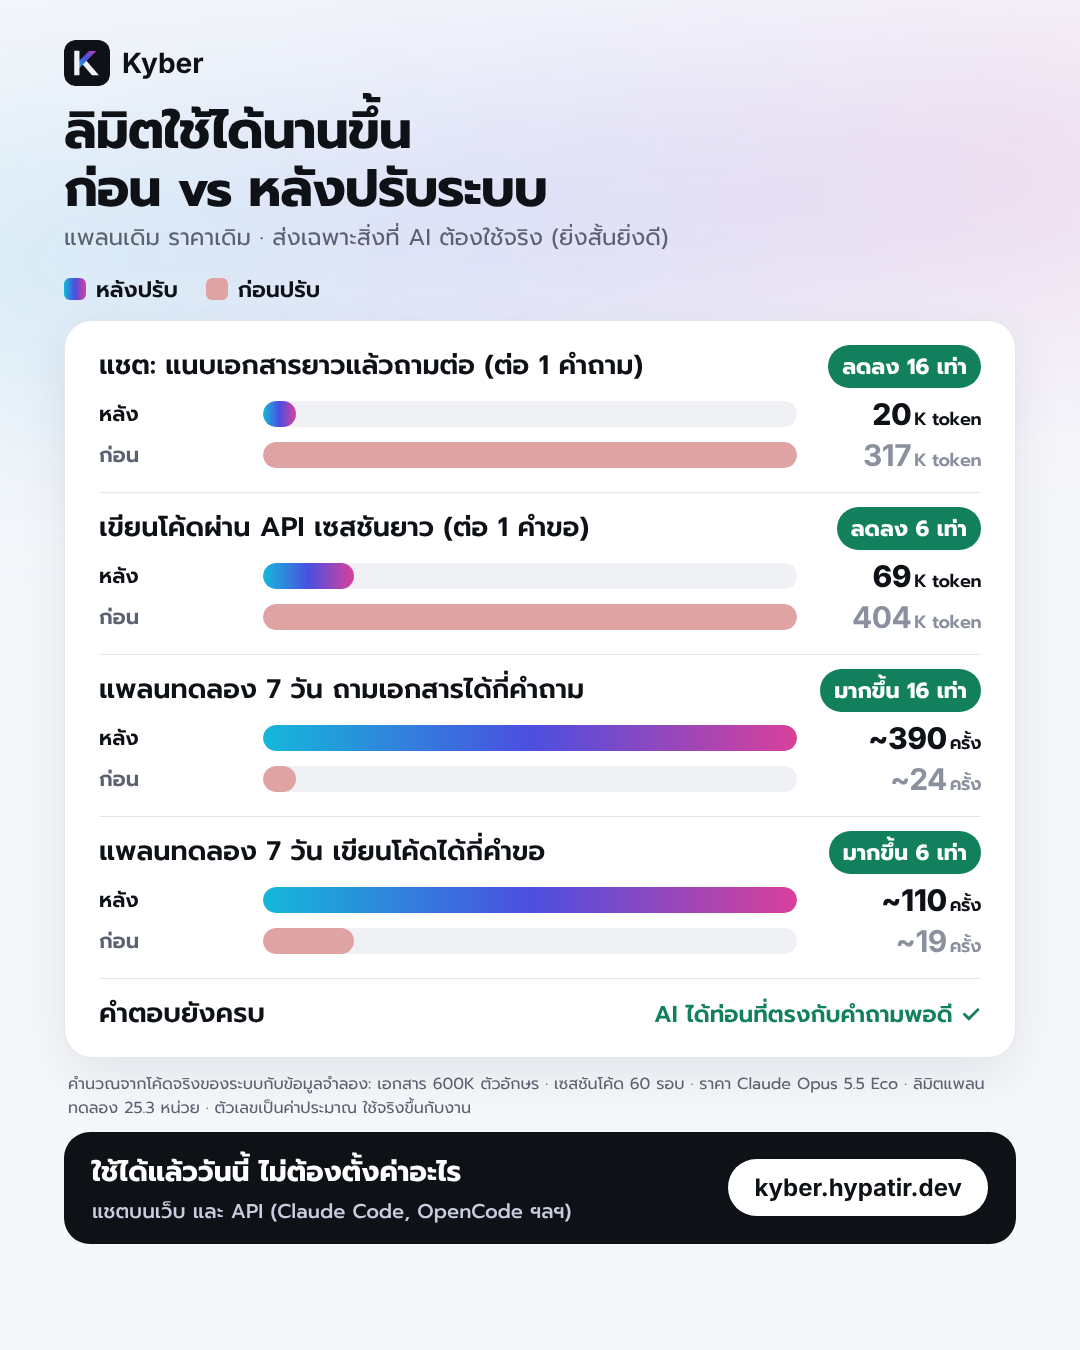 Kyber
ลิมิตใช้ได้นานขึ้น
ก่อน vs หลังปรับระบบ
แพลนเดิม ราคาเดิม · ส่งเฉพาะสิ่งที่ AI ต้องใช้จริง (ยิ่งสั้นยิ่งดี)
หลังปรับ ก่อนปรับ
แชต: แนบเอกสารยาวแล้วถามต่อ (ต่อ 1 คำถาม) ลดลง 16 เท่า
หลัง 20 K token
ก่อน 317 K token
เขียนโค้ดผ่าน API เซสชันยาว (ต่อ 1 คำขอ) ลดลง 6 เท่า
หลัง 69 K token
ก่อน 404 K token
แพลนทดลอง 7 วัน ถามเอกสารได้กี่คำถาม มากขึ้น 16 เท่า
หลัง ~390 ครั้ง
ก่อน ~24 ครั้ง
แพลนทดลอง 7 วัน เขียนโค้ดได้กี่คำขอ มากขึ้น 6 เท่า
หลัง ~110 ครั้ง
ก่อน ~19 ครั้ง
คำตอบยังครบ AI ได้ท่อนที่ตรงกับคำถามพอดี ✓
คำนวณจากโค้ดจริงของระบบกับข้อมูลจำลอง: เอกสาร 600K ตัวอักษร · เซสชันโค้ด 60 รอบ · ราคา Claude Opus 5.5 Eco · ลิมิตแพลน
ทดลอง 25.3 หน่วย · ตัวเลขเป็นค่าประมาณ ใช้จริงขึ้นกับงาน
ใช้ได้แล้ววันนี้ ไม่ต้องตั้งค่าอะไร
แชตบนเว็บ และ API (Claude Code, OpenCode ฯลฯ)
kyber.hypatir.dev